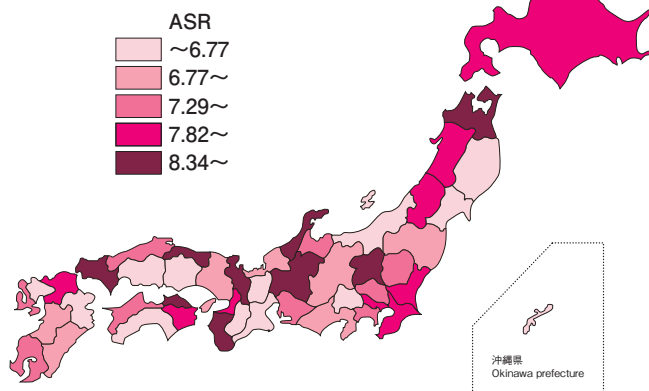 ASR
～6.77
6.77～
7.29～
7.82～
8.34～
沖縄県
Okinawa prefecture